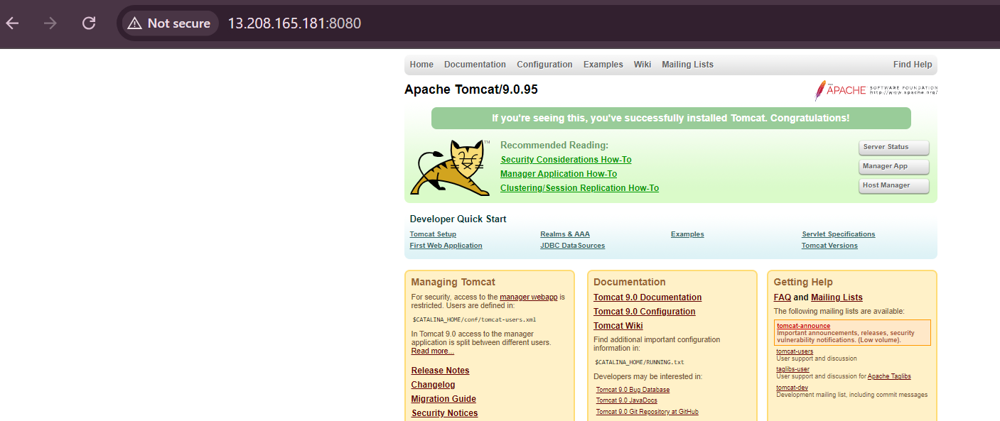 Not secure
13.208.165.181:8080
Home Documentation Configuration Examples Wiki Mailing Lists Find Help
Apache Tomcat/9.0.95
THE
APACHE SOFTWARE FOUNDATION
http://www.apache.org/
If you're seeing this, you've successfully installed Tomcat. Congratulations!
TM
Recommended Reading:
Security Considerations How-To
Manager Application How-To
Clustering/Session Replication How-To
Server Status
Manager App
Host Manager
Developer Quick Start
Tomcat Setup
First Web Application
Realms & AAA
JDBC DataSources
Examples
Servlet Specifications
Tomcat Versions
Managing Tomcat
For security, access to the manager webapp is
restricted. Users are defined in:
$CATALINA_HOME/conf/tomcat-users.xml
In Tomcat 9.0 access to the manager
application is split between different users.
Read more...
Release Notes
Changelog
Migration Guide
Security Notices
Documentation
Tomcat 9.0 Documentation
Tomcat 9.0 Configuration
Tomcat Wiki
Find additional important configuration
information in:
$CATALINA_HOME/RUNNING.txt
Developers may be interested in:
Tomcat 9.0 Bug Database
Tomcat 9.0 JavaDocs
Tomcat 9.0 Git Repository at GitHub
Getting Help
FAQ and Mailing Lists
The following mailing lists are available:
tomcat-announce
Important announcements, releases, security
vulnerability notifications. (Low volume).
tomcat-users
User support and discussion
taglibs-user
User support and discussion for Apache Taglibs
tomcat-dev
Development mailing list, including commit messages